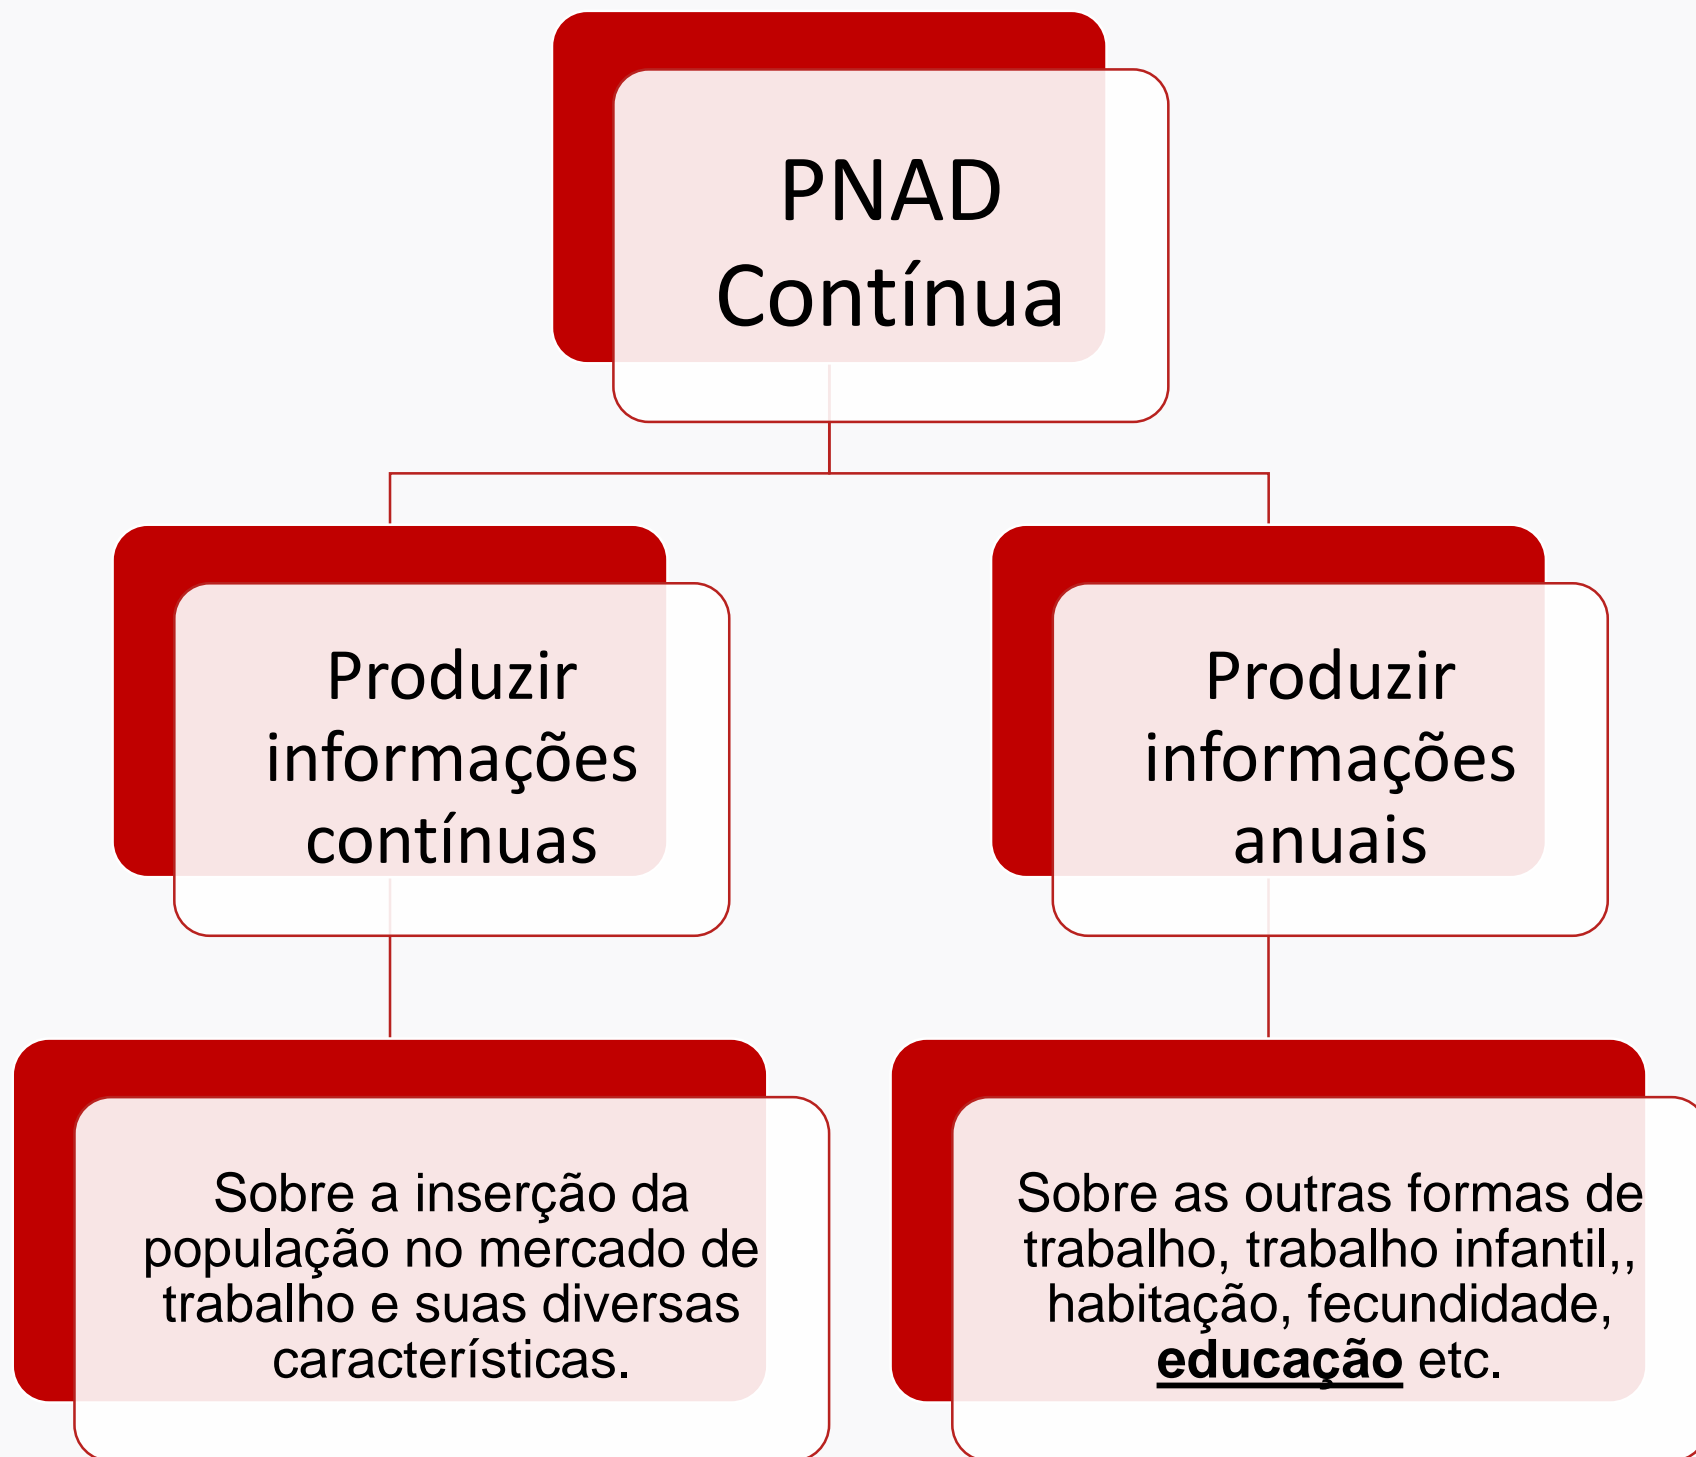 PNAD
Contínua
Produzir
informações
contínuas
Produzir
informações
anuais
Sobre a inserção da
população no mercado de
trabalho e suas diversas
características.
Sobre as outras formas de
trabalho, trabalho infantil,,
habitação, fecundidade,
educação etc.